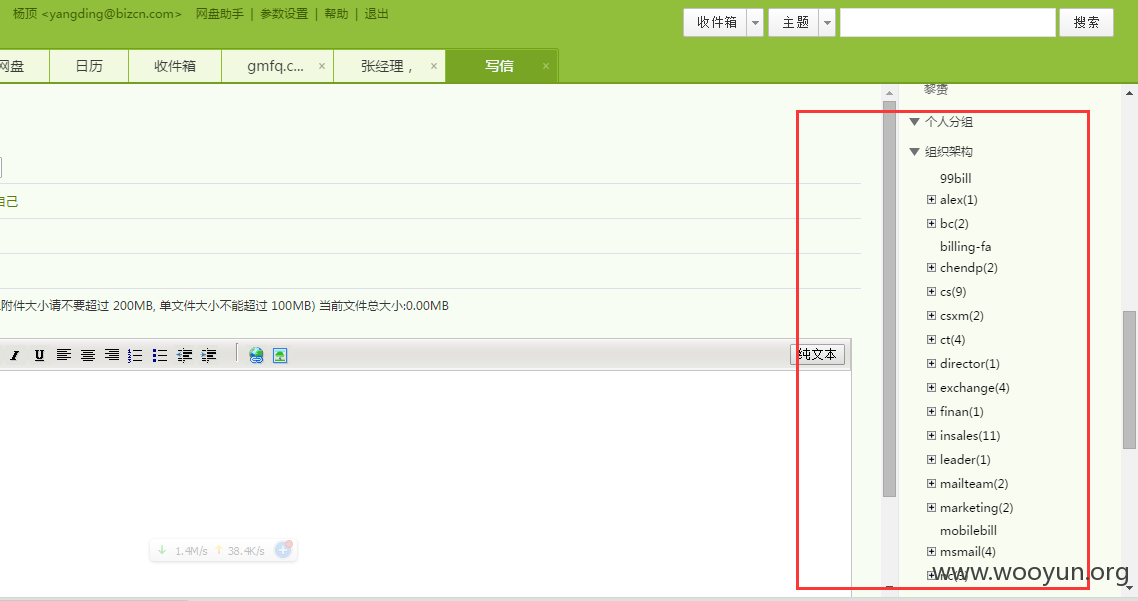 杨顶 <yangding@bizcn.com> 网盘助手 | 参数设置 | 帮助 | 退出
收件箱 主题 搜索
网盘 日历 收件箱 gmfq.c... × 张经理， × 写信 ×
个人分组
组织架构
99bill
自己
alex(1)
bc(2)
billing-fa
chendp(2)
cs(9)
附件大小请不要超过 200MB, 单文件大小不能超过 100MB) 当前文件总大小:0.00MB
csxm(2)
ct(4)
I U 纯文本
director(1)
exchange(4)
finan(1)
insales(11)
leader(1)
mailteam(2)
marketing(2)
mobilebill
1.4M/s 38.4K/s
msmail(4)
www.wooyun.org